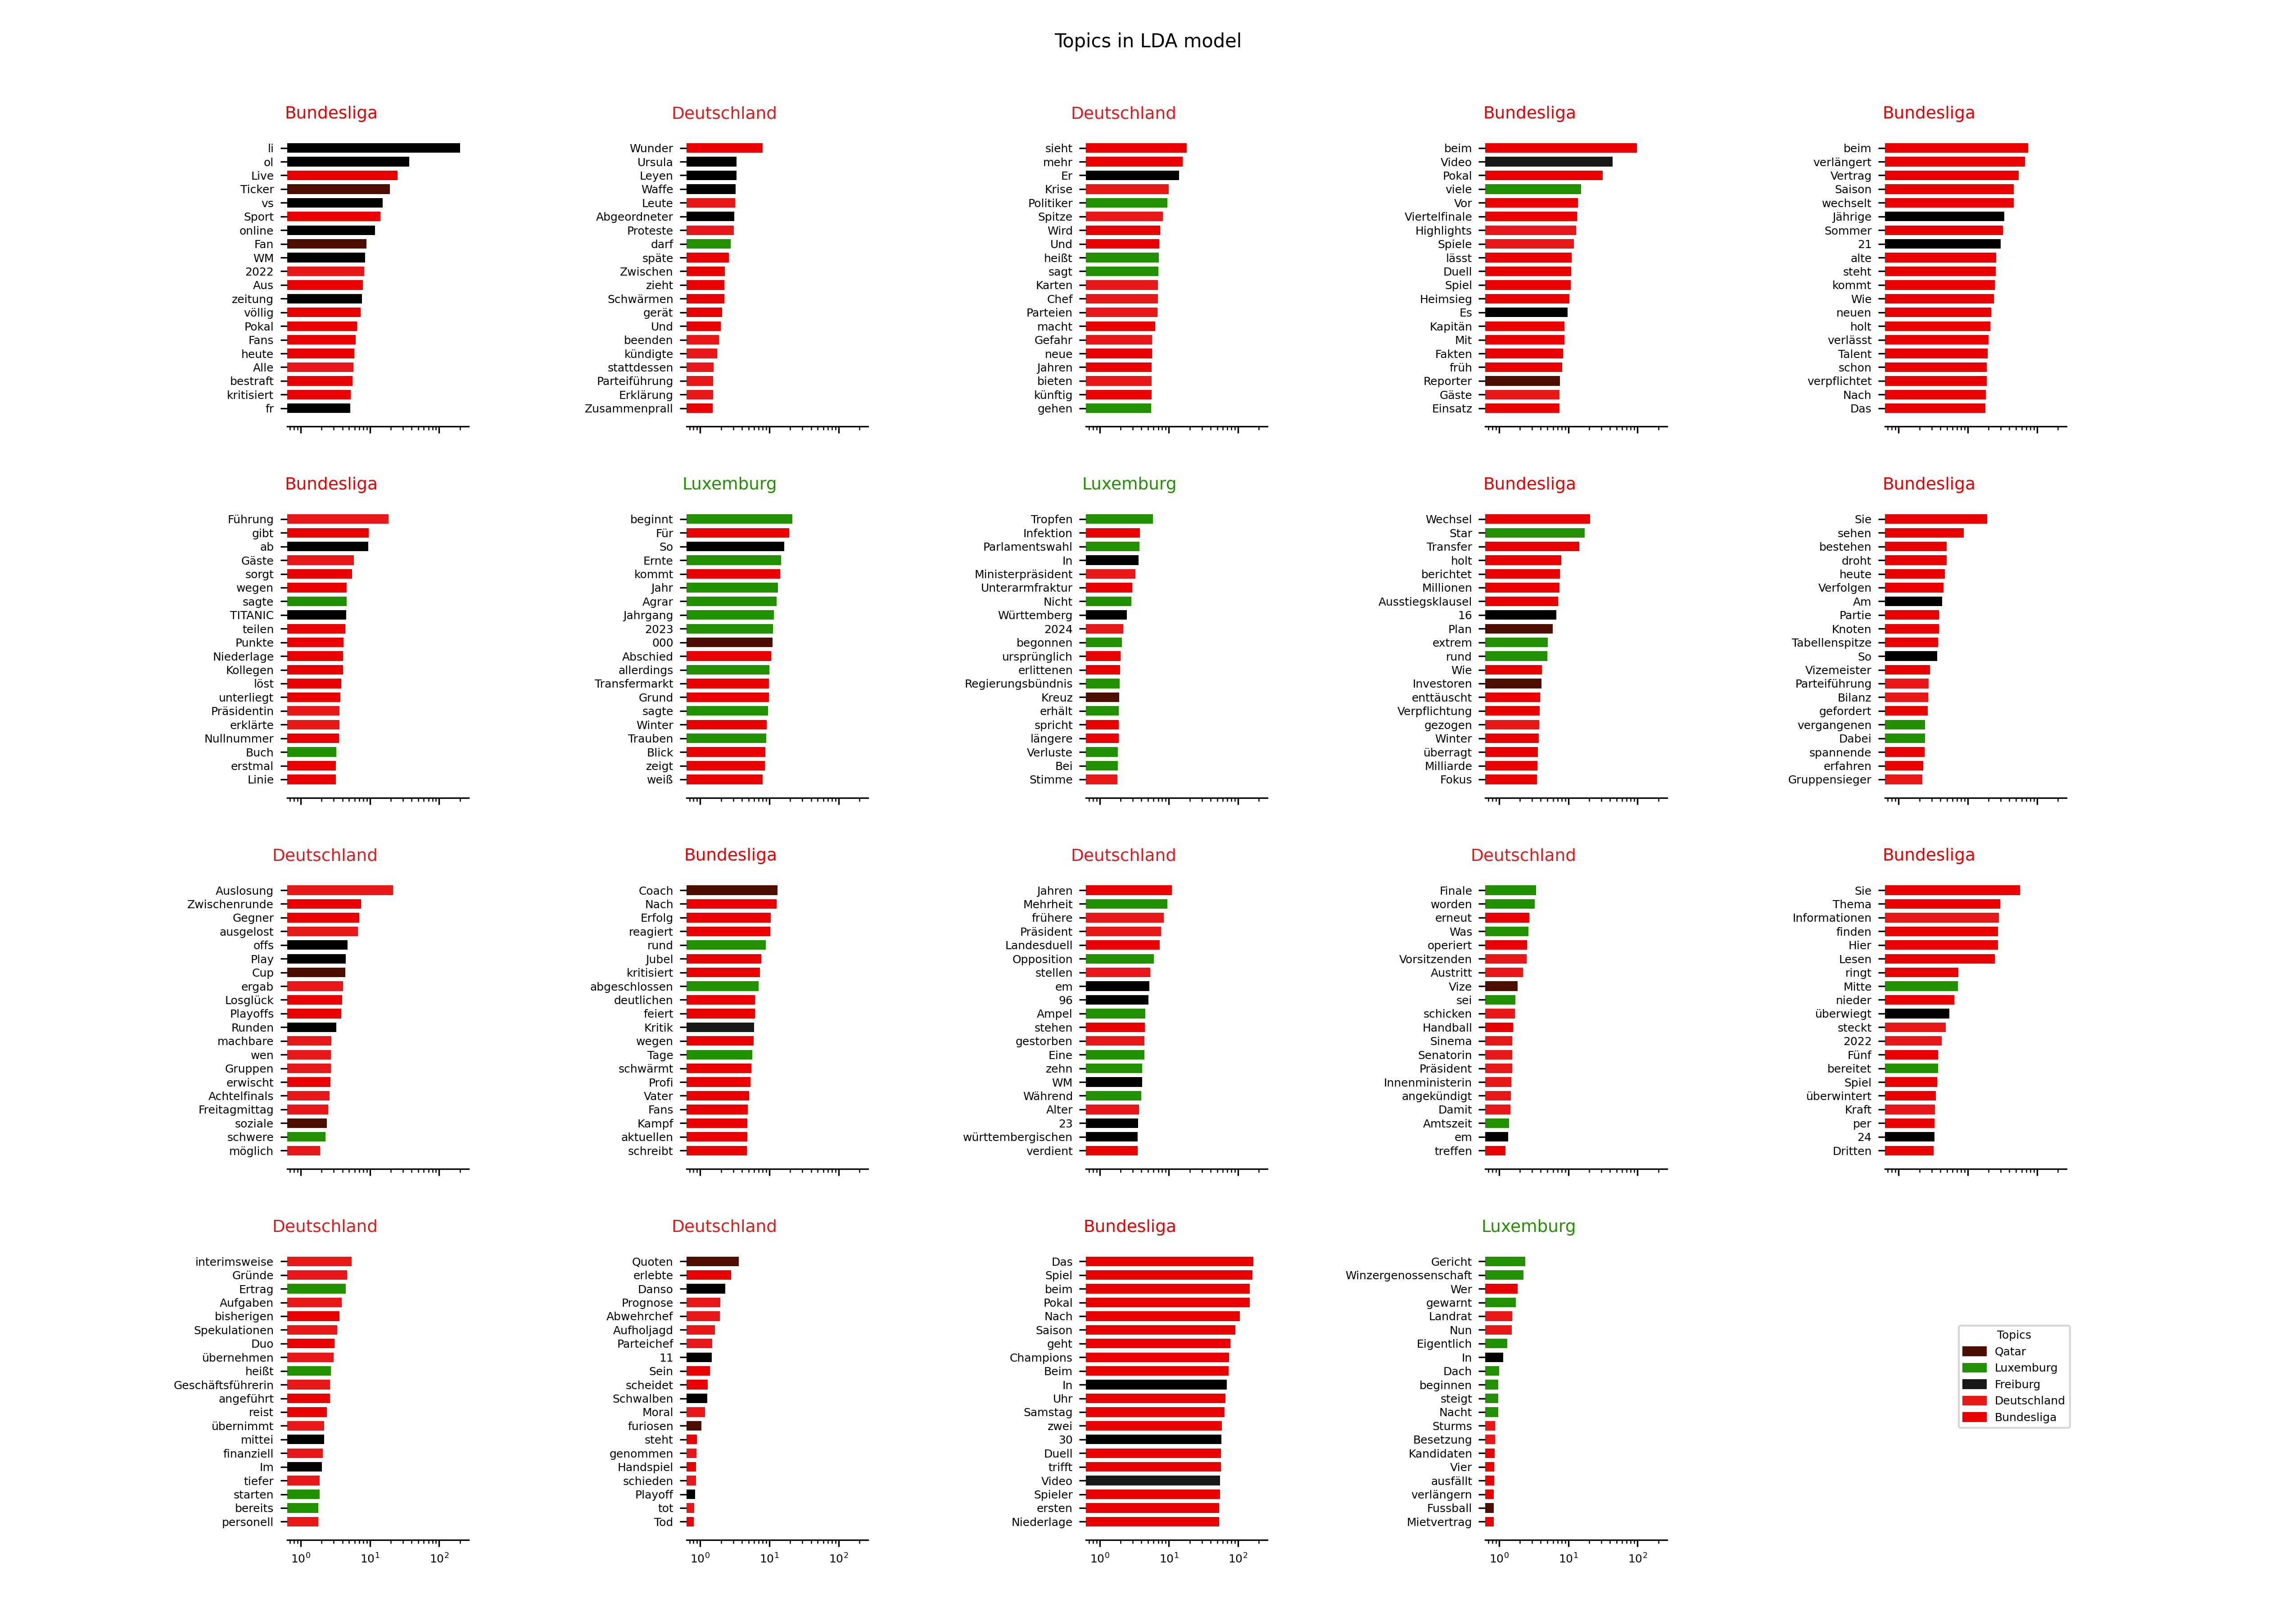 Topics in LDA model
Bundesliga
li
ol
Live
Ticker
vs
Sport
online
Fan
WM
2022
Aus
zeitung
völlig
Pokal
Fans
heute
Alle
bestraft
kritisiert
fr
Deutschland
Wunder
Ursula
Leyen
Waffe
Leute
Abgeordneter
Proteste
darf
späte
Zwischen
zieht
Schwärmen
gerät
Und
beenden
kündigte
stattdessen
Parteiführung
Erklärung
Zusammenprall
Deutschland
sieht
mehr
Er
Krise
Politiker
Spitze
Wird
Und
heißt
sagt
Karten
Chef
Parteien
macht
Gefahr
neue
Jahren
bieten
künftig
gehen
Bundesliga
beim
Video
Pokal
viele
Vor
Viertelfinale
Highlights
Spiele
lässt
Duell
Spiel
Heimsieg
Es
Kapitän
Mit
Fakten
früh
Reporter
Gäste
Einsatz
Bundesliga
beim
verlängert
Vertrag
Saison
wechselt
Jährige
Sommer
21
alte
steht
kommt
Wie
neuen
holt
verlässt
Talent
schon
verpflichtet
Nach
Das
Bundesliga
Führung
gibt
ab
Gäste
sorgt
wegen
sagte
TITANIC
teilen
Punkte
Niederlage
Kollegen
löst
unterliegt
Präsidentin
erklärte
Nullnummer
Buch
erstmal
Linie
Luxemburg
beginnt
Für
So
Ernte
kommt
Jahr
Agrar
Jahrgang
2023
000
Abschied
allerdings
Transfermarkt
Grund
sagte
Winter
Trauben
Blick
zeigt
weiß
Luxemburg
Tropfen
Infektion
Parlamentswahl
In
Ministerpräsident
Unterarmfraktur
Nicht
Württemberg
2024
begonnen
ursprünglich
erlittenen
Regierungsbündnis
Kreuz
erhält
spricht
längere
Verluste
Bei
Stimme
Bundesliga
Wechsel
Star
Transfer
holt
berichtet
Millionen
Ausstiegsklausel
16
Plan
extrem
rund
Wie
Investoren
enttäuscht
Verpflichtung
gezogen
Winter
überragt
Milliarde
Fokus
Bundesliga
Sie
sehen
bestehen
droht
heute
Verfolgen
Am
Partie
Knoten
Tabellenspitze
So
Vizemeister
Parteiführung
Bilanz
gefordert
vergangenen
Dabei
spannende
erfahren
Gruppensieger
Deutschland
Auslosung
Zwischenrunde
Gegner
ausgelost
offs
Play
Cup
ergab
Losglück
Playoffs
Runden
machbare
wen
Gruppen
erwischt
Achtelfinals
Freitagmittag
soziale
schwere
möglich
Bundesliga
Coach
Nach
Erfolg
reagiert
rund
Jubel
kritisiert
abgeschlossen
deutlichen
feiert
Kritik
wegen
Tage
schwärmt
Profi
Vater
Fans
Kampf
aktuellen
schreibt
Deutschland
Jahren
Mehrheit
frühere
Präsident
Landesduell
Opposition
stellen
em
96
Ampel
stehen
gestorben
Eine
zehn
WM
Während
Alter
23
württembergischen
verdient
Deutschland
Finale
worden
erneut
Was
operiert
Vorsitzenden
Austritt
Vize
sei
schicken
Handball
Sinema
Senatorin
Präsident
Innenministerin
angekündigt
Damit
Amtszeit
em
treffen
Bundesliga
Sie
Thema
Informationen
finden
Hier
Lesen
ringt
Mitte
nieder
überwiegt
steckt
2022
Fünf
bereitet
Spiel
überwintert
Kraft
per
24
Dritten
Deutschland
interimsweise
Gründe
Ertrag
Aufgaben
bisherigen
Spekulationen
Duo
übernehmen
heißt
Geschäftsführerin
angeführt
reist
übernimmt
mittei
finanziell
Im
tiefer
starten
bereits
personell
10⁰ 10¹ 10²
Deutschland
Quoten
erlebte
Danso
Prognose
Abwehrchef
Aufholjagd
Parteichef
11
Sein
scheidet
Schwalben
Moral
furiosen
steht
genommen
Handspiel
schieden
Playoff
tot
Tod
10⁰ 10¹ 10²
Bundesliga
Das
Spiel
beim
Pokal
Nach
Saison
geht
Champions
Beim
In
Uhr
Samstag
zwei
30
Duell
trifft
Video
Spieler
ersten
Niederlage
10⁰ 10¹ 10²
Luxemburg
Gericht
Winzergenossenschaft
Wer
gewarnt
Landrat
Nun
Eigentlich
In
Dach
beginnen
steigt
Nacht
Sturms
Besetzung
Kandidaten
Vier
ausfällt
verlängern
Fussball
Mietvertrag
10⁰ 10¹ 10²
Topics
Qatar
Luxemburg
Freiburg
Deutschland
Bundesliga